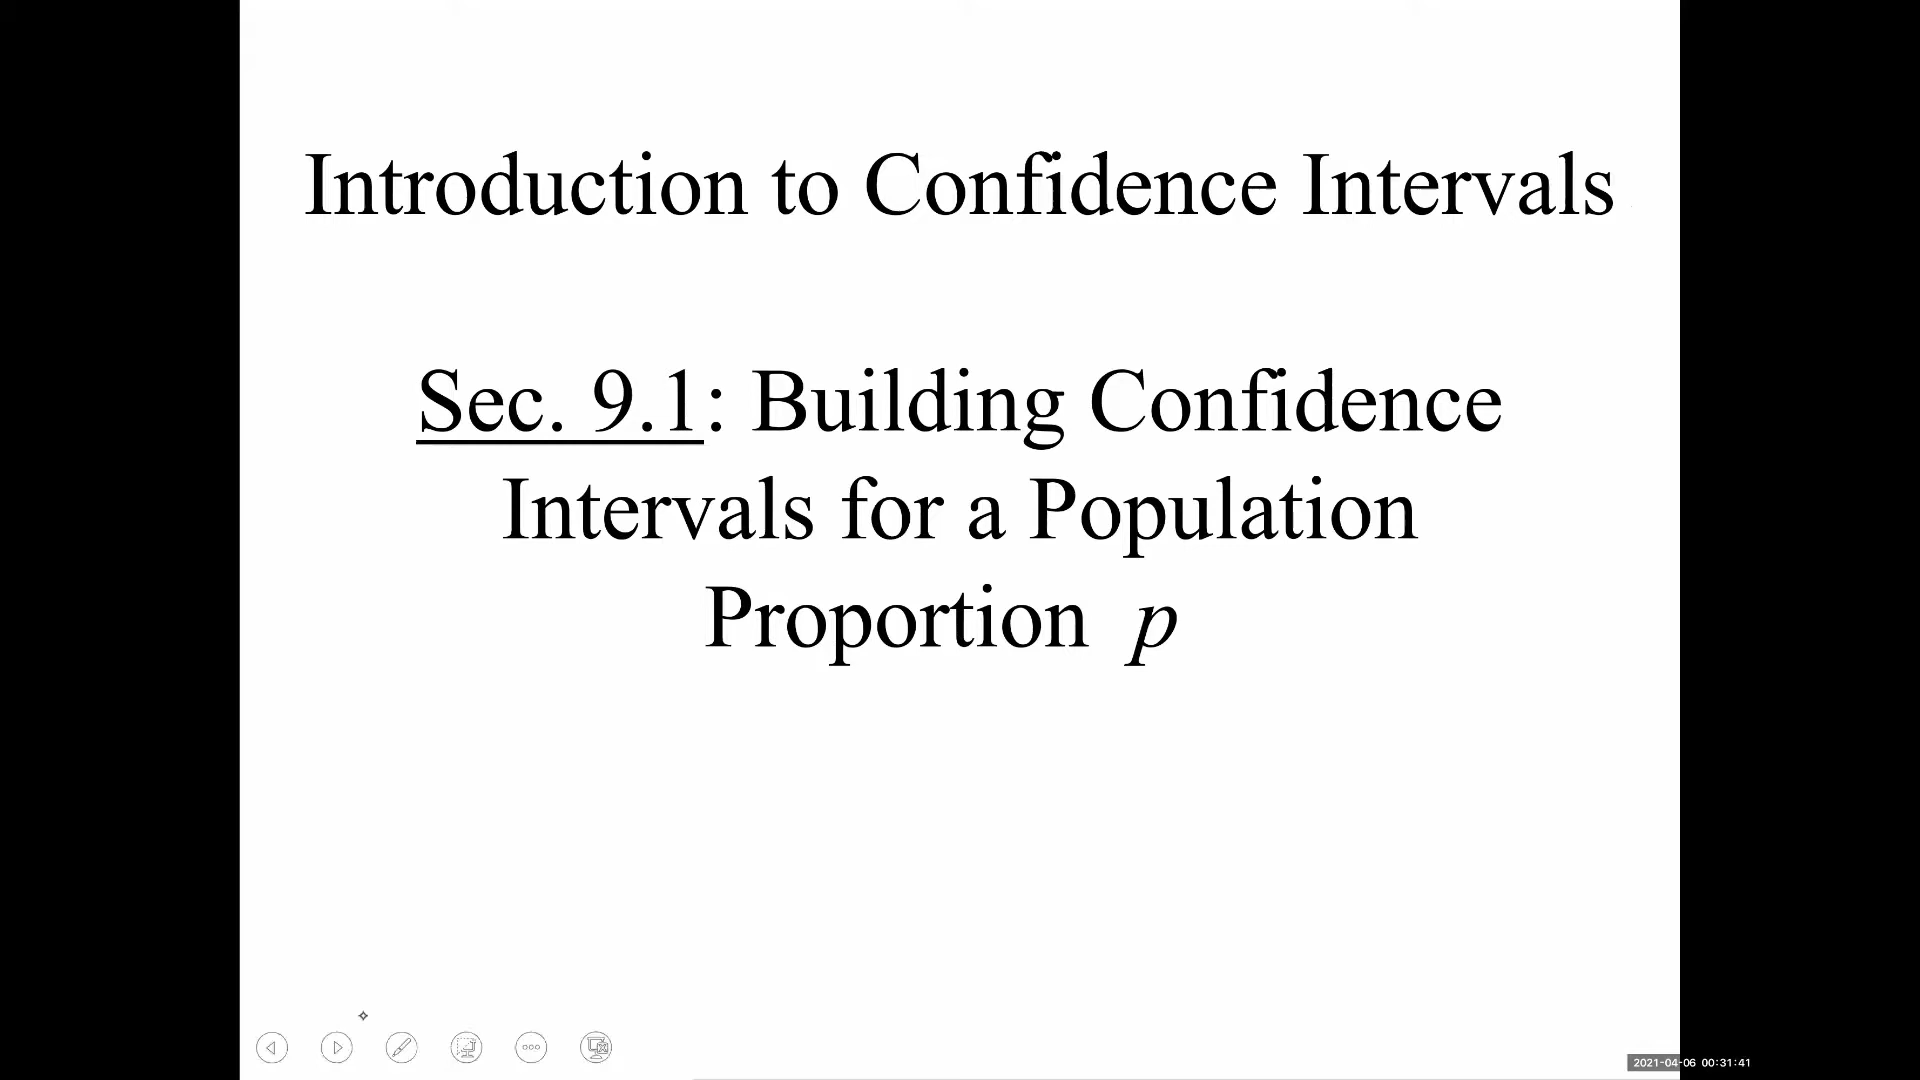 Introduction to Confidence Intervals
Sec. 9.1: Building Confidence
Intervals for a Population
Proportion p
2021-04-06 00:31:41